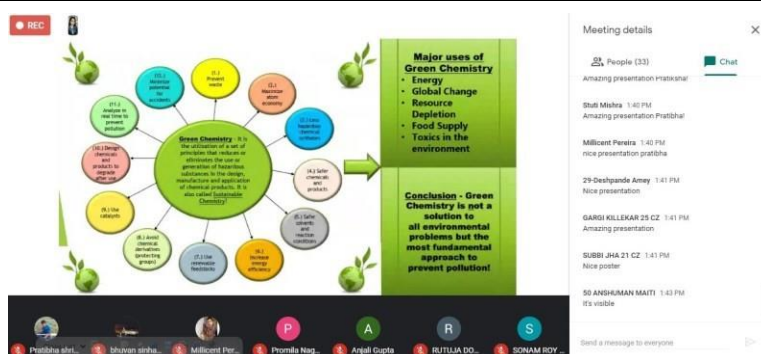 REC
(1.)
Prevent
waste
(2.)
Maximize
atom
economy
(3.) Less
hazardous
chemical
syntheses
(4.) Safer
chemicals
and
products
(5.) Safer
solvents
and
reaction
conditions
(6.)
Increase
energy
efficiency
(7.) Use
renewable
feedstocks
(8.) Avoid
chemical
derivatives
(protecting
groups)
(9.) Use
catalysts
(10.) Design
chemicals
and
products to
degrade
after use
(11.)
Analyse in
real time to
prevent
pollution
(12.)
Minimize
potential
for
accidents
Green Chemistry - It is
the utilization of a set of
principles that reduces or
eliminates the use or
generation of hazardous
substances in the design,
manufacture and application
of chemical products. It is
also called Sustainable
Chemistry!
Major uses of
Green Chemistry
• Energy
• Global Change
• Resource
Depletion
• Food Supply
• Toxics in the
environment
Conclusion - Green
Chemistry is not a
solution to
all environmental
problems but the
most fundamental
approach to
prevent pollution!
Pratibha shri...
bhuvan sinha...
Millicent Per...
P
Promila Nag...
A
Anjali Gupta
R
RUTUJA DO...
S
SONAM ROY ...
Meeting details
People (33)
Chat
Amazing presentation Pratiksha!
Stuti Mishra 1:40 PM
Amazing presentation Pratibha!
Millicent Pereira 1:40 PM
nice presentation pratibha
29-Deshpande Amey 1:41 PM
Nice presentation
GARGI KILLEKAR 25 CZ 1:41 PM
Amazing presentation
SUBBI JHA 21 CZ 1:41 PM
Nice poster
50 ANSHUMAN MAITI 1:43 PM
It's visible
Send a message to everyone